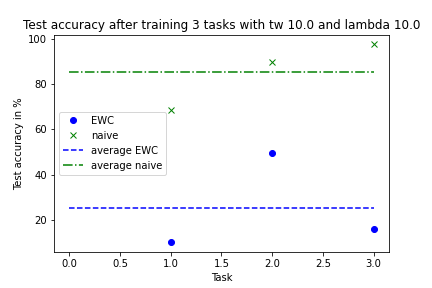 Test accuracy after training 3 tasks with tw 10.0 and lambda 10.0
100
80
60
40
20
Test accuracy in %
EWC
naive
average EWC
average naive
0.0 0.5 1.0 1.5 2.0 2.5 3.0
Task